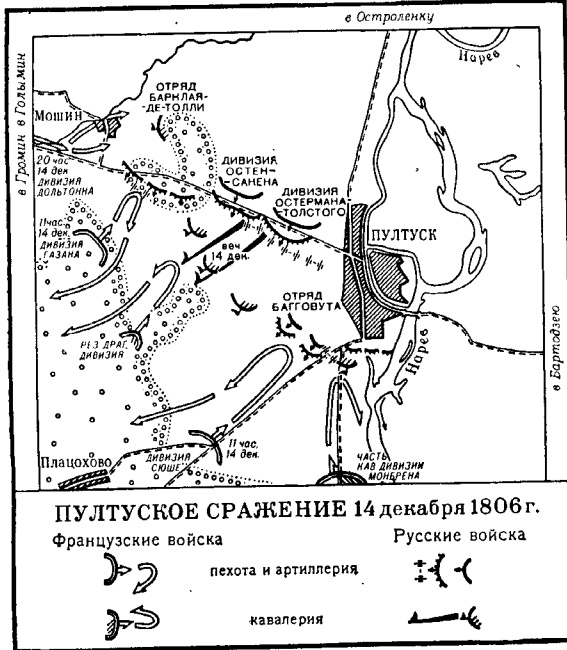 в Остроленку
Нарев
в Громин в Голымин
МОШИН
ОТРЯД
БАРКЛАЯ-
ДЕ-ТОЛЛИ
ДИВИЗИЯ
ОСТЕН-
САНЕНА
ДИВИЗИЯ
ОСТЕРМАНА-
ТОЛСТОГО
20 час
14 дек
ДИВИЗИЯ
ДОЛЬТОННА
ПУЛТУСК
11 час.
14 дек.
ДИВИЗИЯ
ГАЗАНА
веч
14 дек.
ОТРЯД
БАГГОВУТА
РЕЗ ДРАГ.
ДИВИЗИЯ
Нарев
в Бартодзею
11 час,
14 дек.
ДИВИЗИЯ
СЮШЕ
Плацохово
ЧАСТЬ
КАВ ДИВИЗИИ
МОНБРЕНА
ПУЛТУСКОЕ СРАЖЕНИЕ 14 декабря 1806 г.
Французские войска
Русские войска
пехота и артиллерия
кавалерия